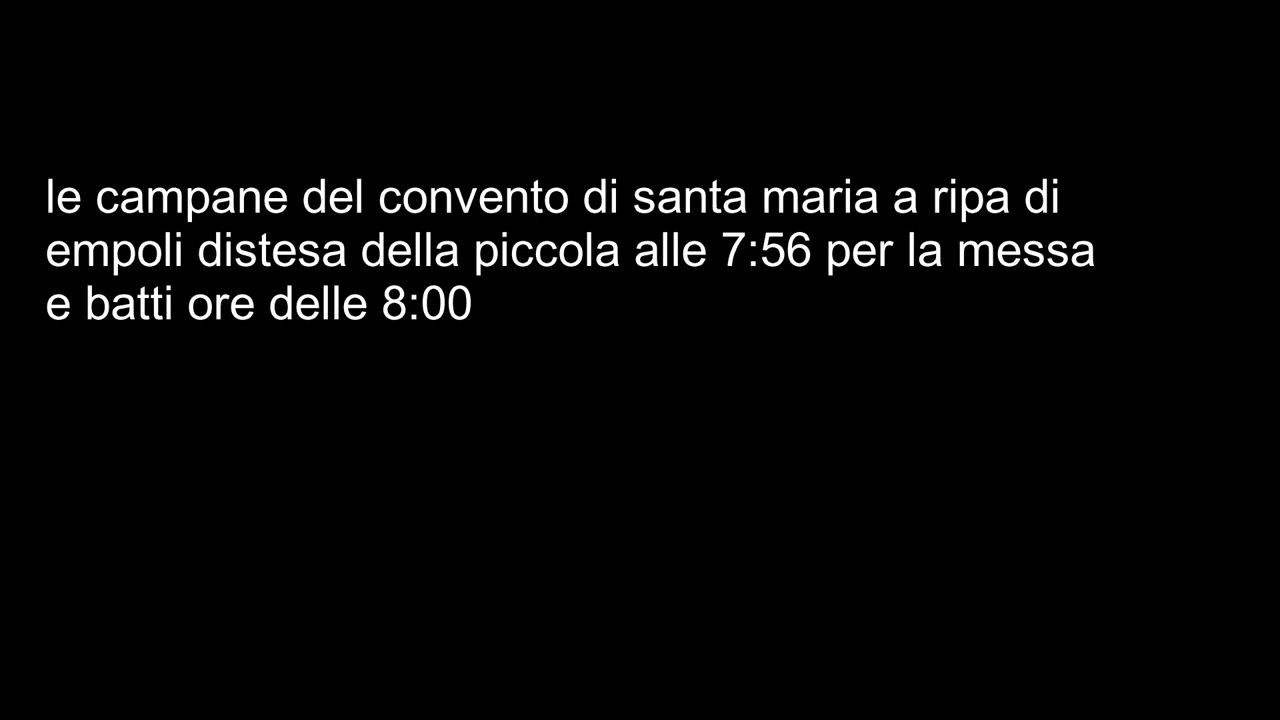 le campane del convento di santa maria a ripa di
empoli distesa della piccola alle 7:56 per la messa
e batti ore delle 8:00